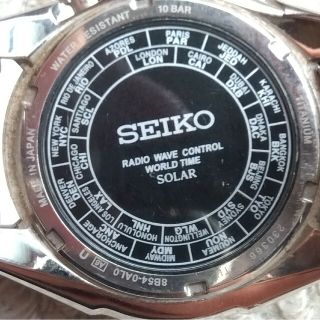 WATER RESISTANT 10 BAR
TITANIUM
239366
8B54-0AL0
MADE IN JAPAN
SEIKO
RADIO WAVE CONTROL
WORLD TIME
SOLAR
LONDON
LON
PARIS
PAR
CAIRO
CAI
JEDDAH
JED
DUBAI
DXB
KARACHI
KHI
DHAKA
DAC
BANGKOK
BKK
BEIJING
BJS
TOKYO
TYO
SYDNEY
SYD
NOUMEA
NOU
WELLINGTON
WLG
MIDWAY
MDY
HONOLULU
HNL
ANCHORAGE
ANC
LOS ANGELES
LAX
DENVER
DEN
CHICAGO
CHI
NEW YORK
NYC
SANTIAGO
SCL
RIO DE JANEIRO
RIO
AZORES
PDL